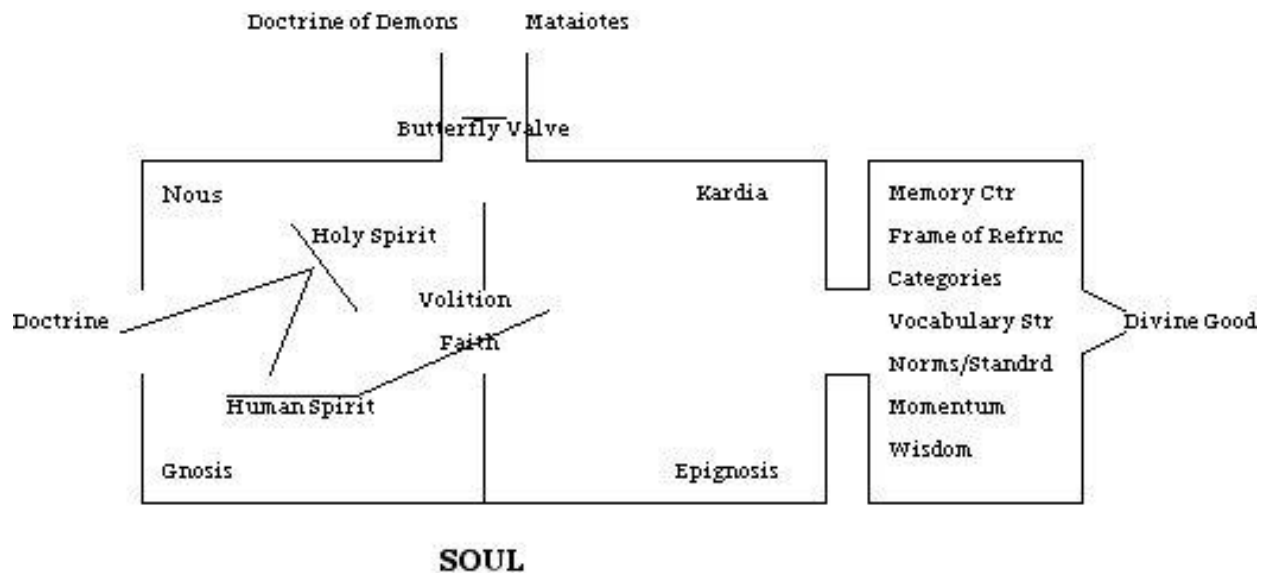 Doctrine of Demons Mataiotes
Butterfly Valve
Nous
Kardia
Memory Ctr
Holy Spirit
Frame of Refrnc
Categories
Volition
Doctrine
Vocabulary Str
Divine Good
Faith
Norms/Standrd
Human Spirit
Momentum
Wisdom
Gnosis
Epignosis
SOUL